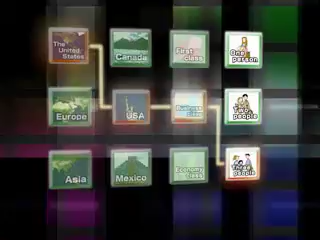 The
United
States
Canada
First
class
One
person
Europe
USA
Business
class
Two
people
Asia
Mexico
Economy
class
Three
people